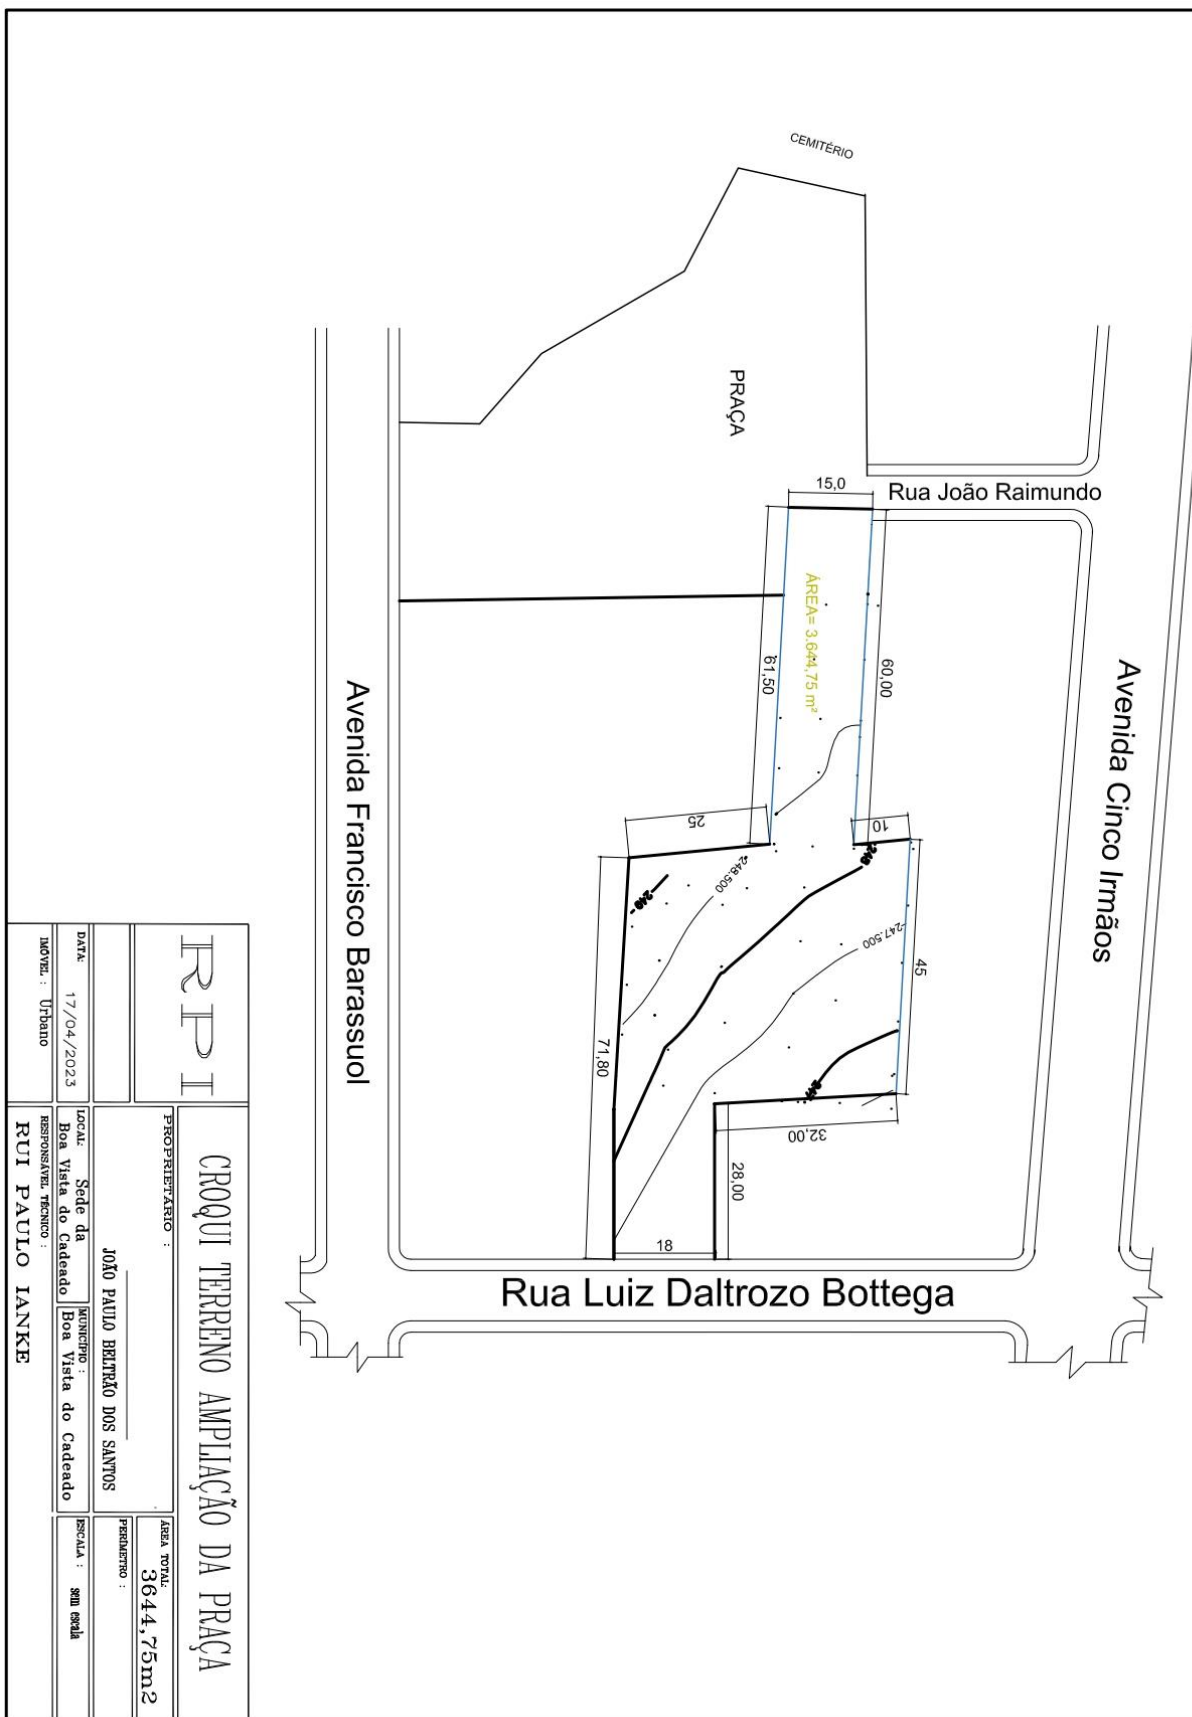 CEMITÉRIO
PRAÇA
15,0
Rua João Raimundo
ÁREA= 3.644,75 m²
61,50
60,00
Avenida Cinco Irmãos
Avenida Francisco Barassuol
25
10
248
248.500
249
247.500
45
71,80
247
32,00
28,00
18
Rua Luiz Daltrozo Bottega
RPI
CROQUI TERRENO AMPLIAÇÃO DA PRAÇA
PROPRIETÁRIO :
JOÃO PAULO BELTRÃO DOS SANTOS
ÁREA TOTAL:
3644,75m2
PERÍMETRO :
DATA:
17/04/2023
LOCAL: Sede da
Boa Vista do Cadeado
MUNICÍPIO :
Boa Vista do Cadeado
ESCALA : sem escala
IMÓVEL : Urbano
RESPONSÁVEL TÉCNICO :
RUI PAULO IANKE